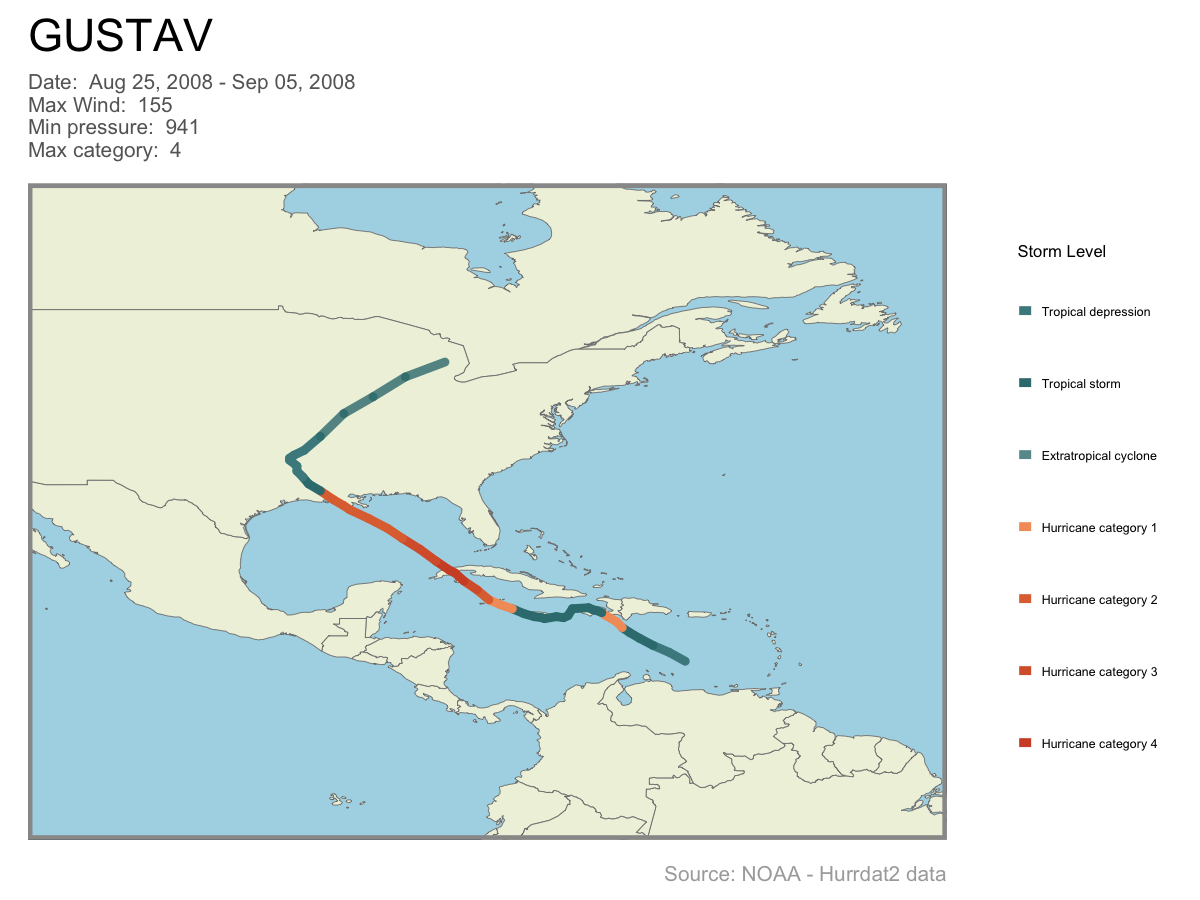 GUSTAV
Date:  Aug 25, 2008 - Sep 05, 2008
Max Wind:  155
Min pressure:  941
Max category:  4
Storm Level
Tropical depression
Tropical storm
Extratropical cyclone
Hurricane category 1
Hurricane category 2
Hurricane category 3
Hurricane category 4
Source: NOAA - Hurrdat2 data